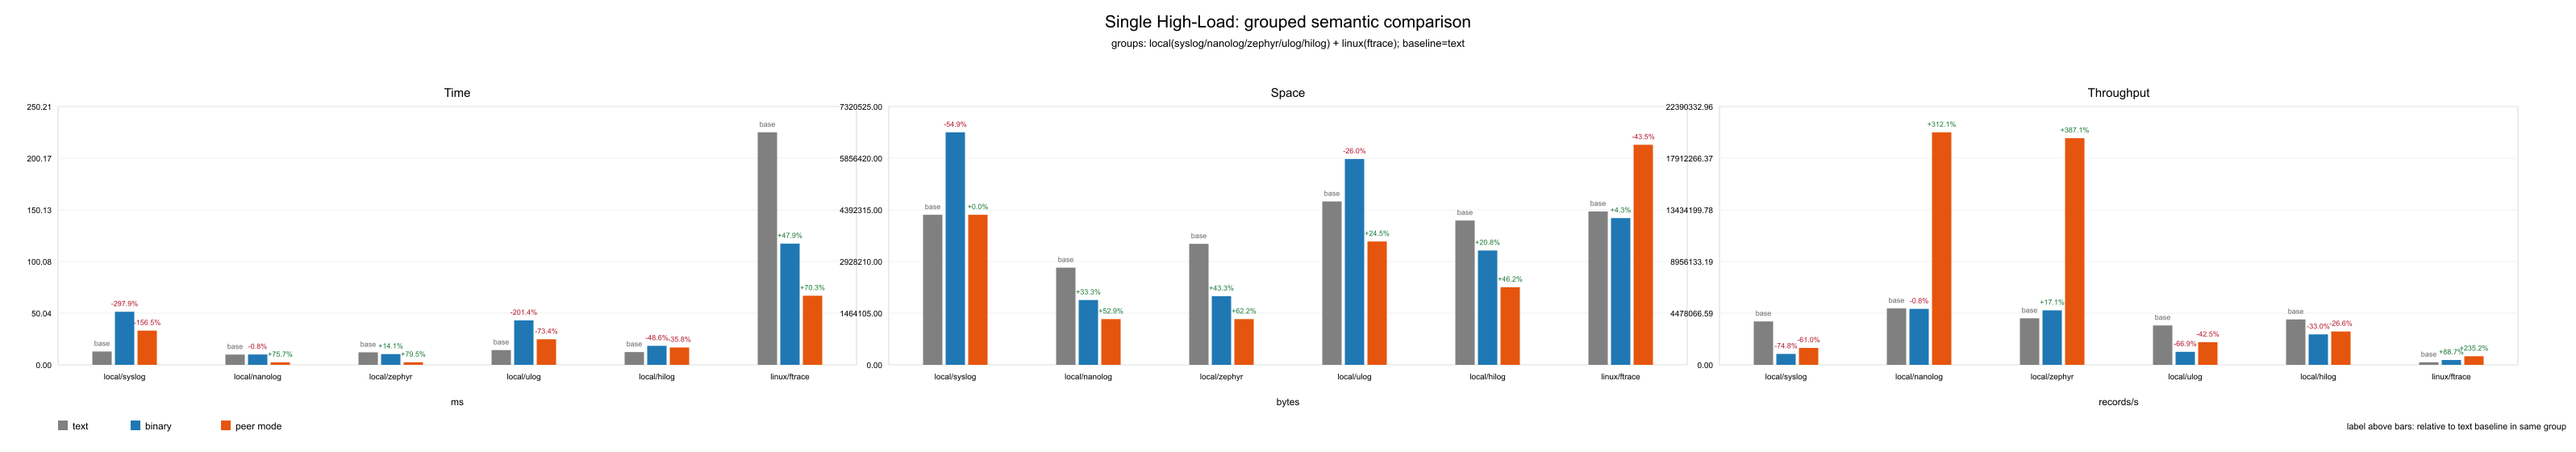 Single High-Load: grouped semantic comparison
groups: local(syslog/nanolog/zephyr/ulog/hilog) + linux(ftrace); baseline=text
Time
250.21
200.17
150.13
100.08
50.04
0.00
base
-297.9%
-156.5%
base
-0.8%
+75.7%
base
+14.1%
+79.5%
base
-201.4%
-73.4%
base
-48.6%
-35.8%
base
+47.9%
+70.3%
local/syslog
local/nanolog
local/zephyr
local/ulog
local/hilog
linux/ftrace
ms
Space
7320525.00
5856420.00
4392315.00
2928210.00
1464105.00
0.00
base
-54.9%
+0.0%
base
+33.3%
+52.9%
base
+43.3%
+62.2%
base
-26.0%
+24.5%
base
+20.8%
+46.2%
base
+4.3%
-43.5%
local/syslog
local/nanolog
local/zephyr
local/ulog
local/hilog
linux/ftrace
bytes
Throughput
22390332.96
17912266.37
13434199.78
8956133.19
4478066.59
0.00
base
-74.8%
-61.0%
base
-0.8%
+312.1%
base
+17.1%
+387.1%
base
-66.9%
-42.5%
base
-33.0%
-26.6%
base
+88.7%
+235.2%
local/syslog
local/nanolog
local/zephyr
local/ulog
local/hilog
linux/ftrace
records/s
text
binary
peer mode
label above bars: relative to text baseline in same group